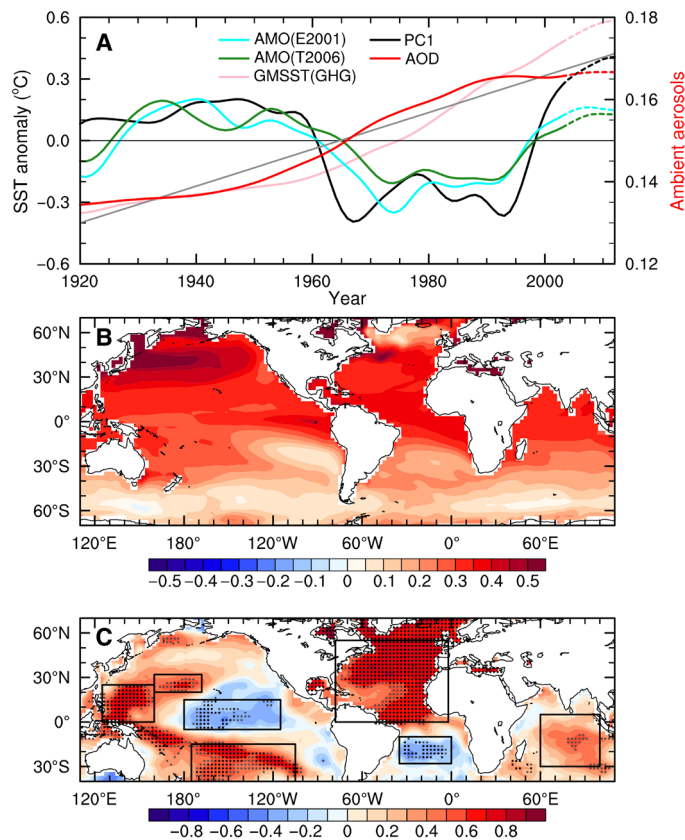 A
AMO(E2001)
AMO(T2006)
GMSST(GHG)
PC1
AOD
SST anomaly (°C)
0.6
0.3
0.0
−0.3
−0.6
Ambient aerosols
0.18
0.16
0.14
0.12
1920 1940 1960 1980 2000
Year
B
60°N
30°N
0°
30°S
60°S
120°E 180° 120°W 60°W 0° 60°E
−0.5 −0.4 −0.3 −0.2 −0.1 0 0.1 0.2 0.3 0.4 0.5
C
60°N
30°N
0°
30°S
120°E 180° 120°W 60°W 0° 60°E
−0.8 −0.6 −0.4 −0.2 0 0.2 0.4 0.6 0.8